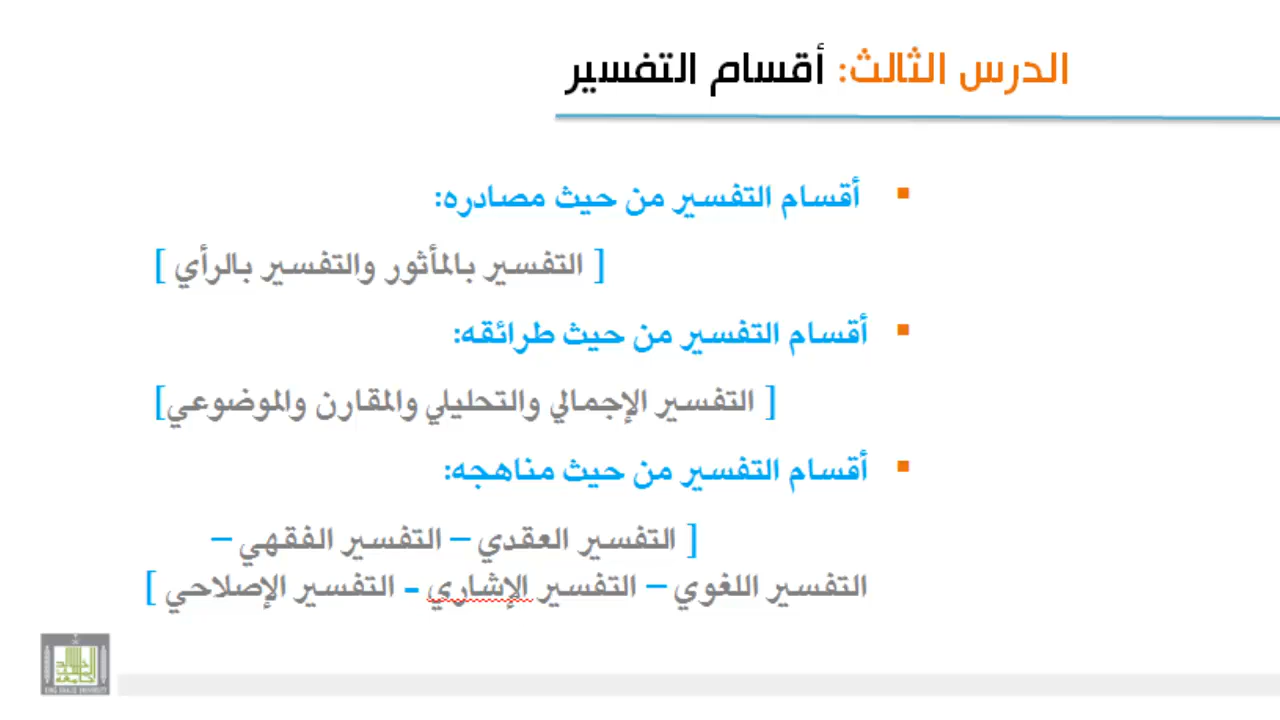 الدرس الثالث: أقسام التفسير
أقسام التفسير من حيث مصادره:
[ التفسير بالمأثور والتفسير بالرأي ]
أقسام التفسير من حيث طرائقه:
[ التفسير الإجمالي والتحليلي والمقارن والموضوعي]
أقسام التفسير من حيث مناهجه:
[ التفسير العقدي – التفسير الفقهي –
التفسير اللغوي – التفسير الإشاري - التفسير الإصلاحي ]